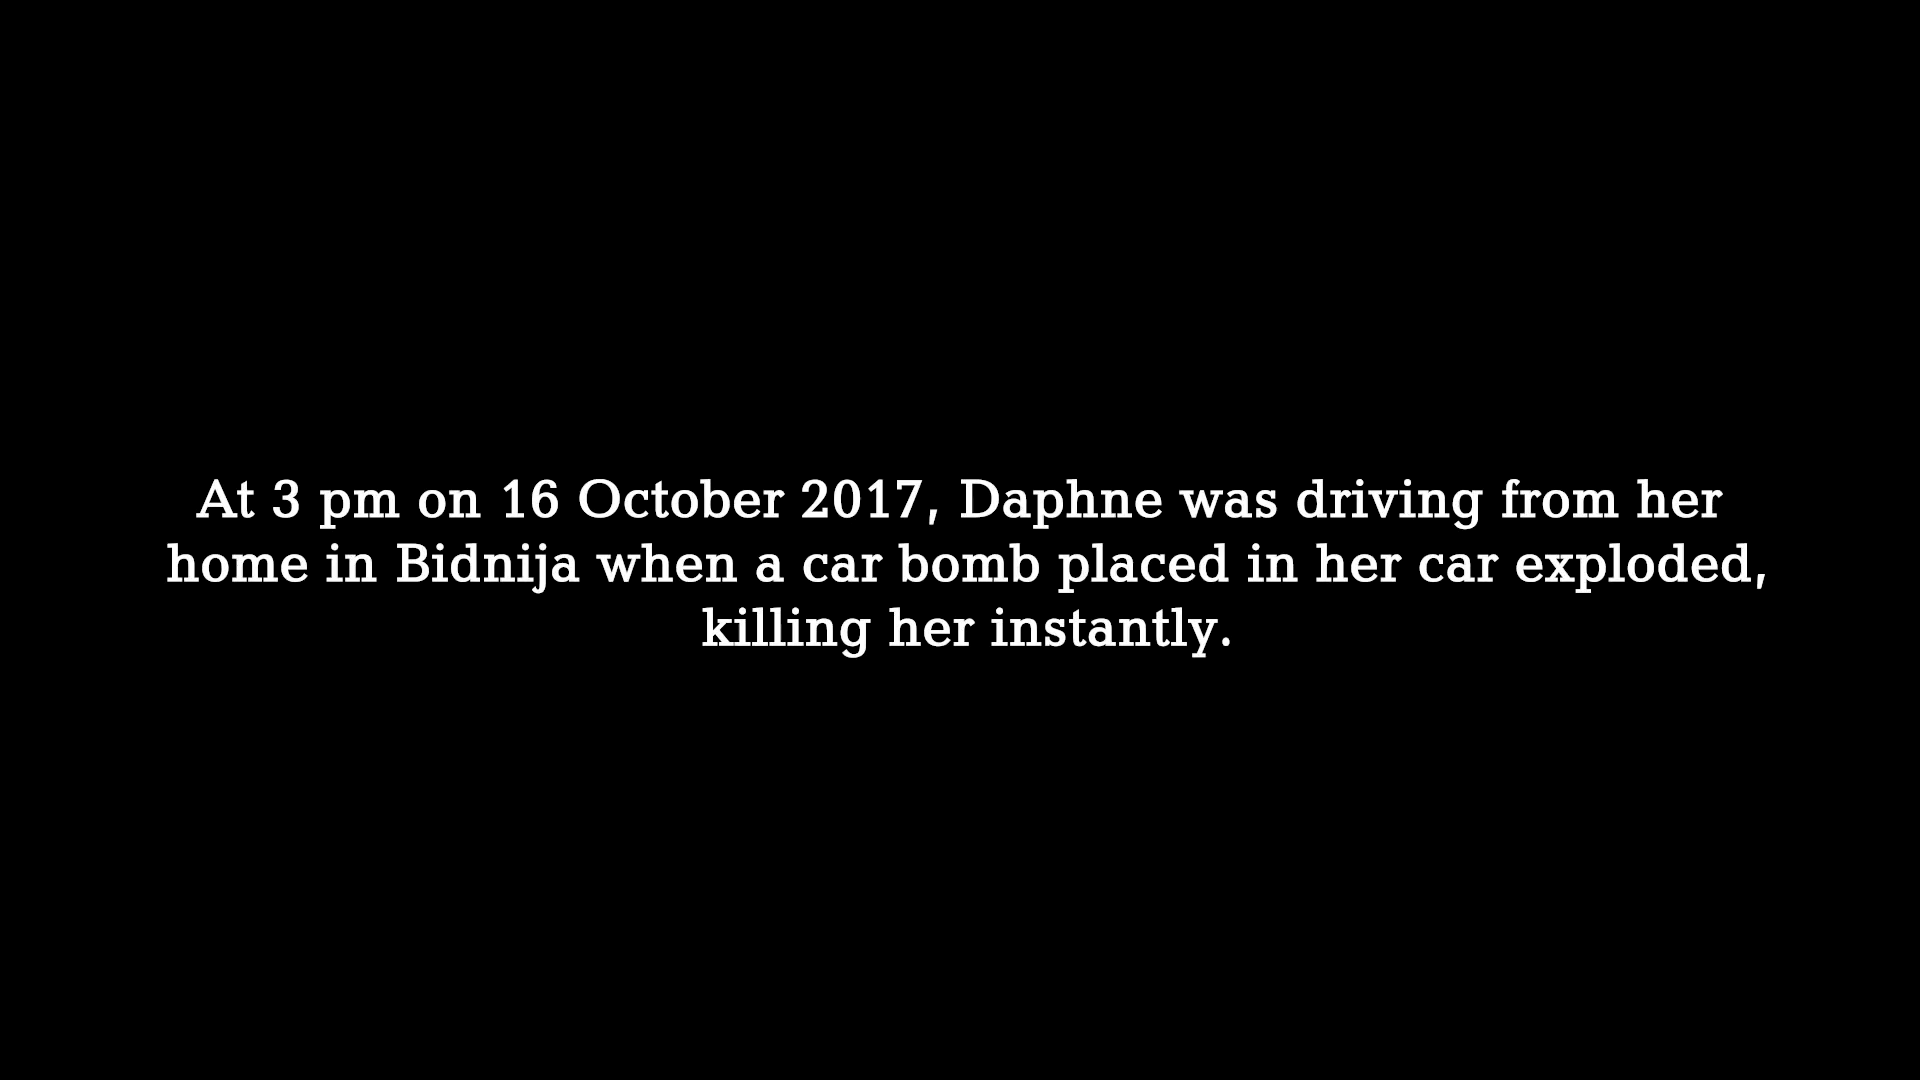 At 3 pm on 16 October 2017, Daphne was driving from her
home in Bidnija when a car bomb placed in her car exploded,
killing her instantly.